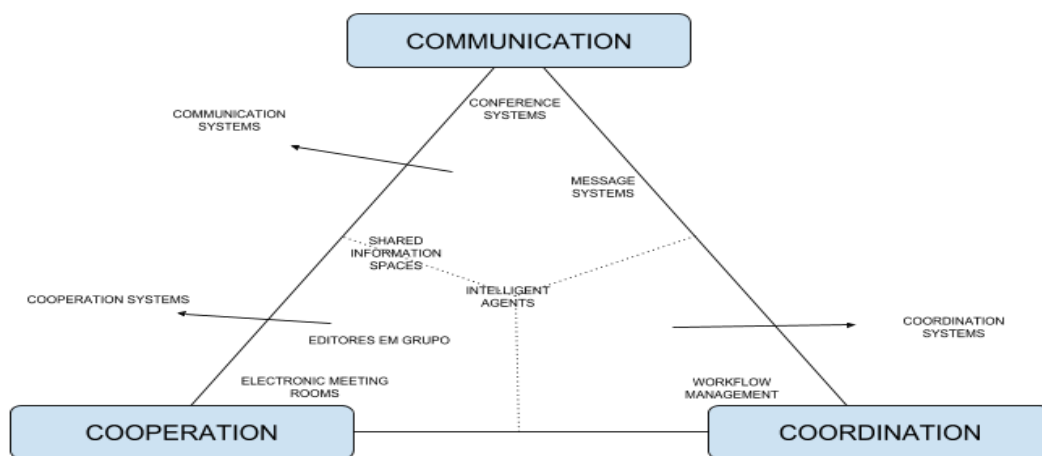 COMMUNICATION
CONFERENCE
SYSTEMS
COMMUNICATION
SYSTEMS
MESSAGE
SYSTEMS
SHARED
INFORMATION
SPACES
INTELLIGENT
AGENTS
COOPERATION SYSTEMS
EDITORES EM GRUPO
COORDINATION
SYSTEMS
ELECTRONIC MEETING
ROOMS
WORKFLOW
MANAGEMENT
COOPERATION
COORDINATION